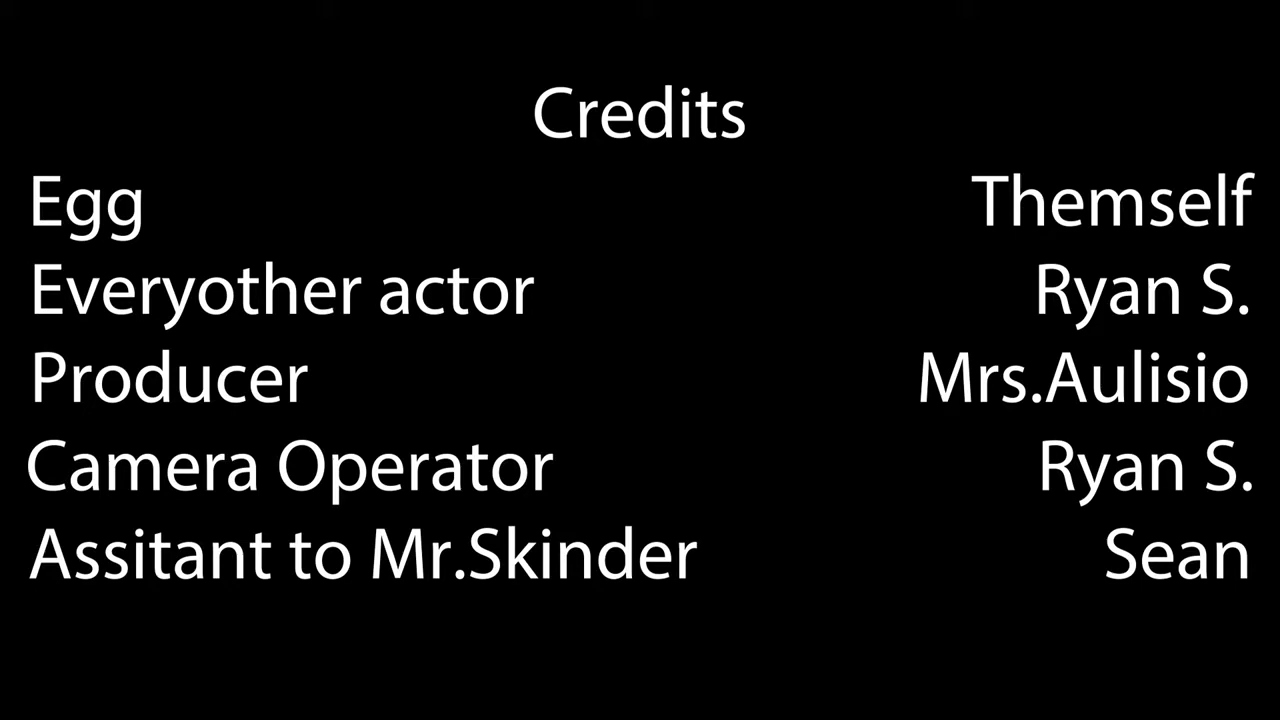 Credits
Egg Themself
Everyother actor Ryan S.
Producer Mrs.Aulisio
Camera Operator Ryan S.
Assitant to Mr.Skinder Sean